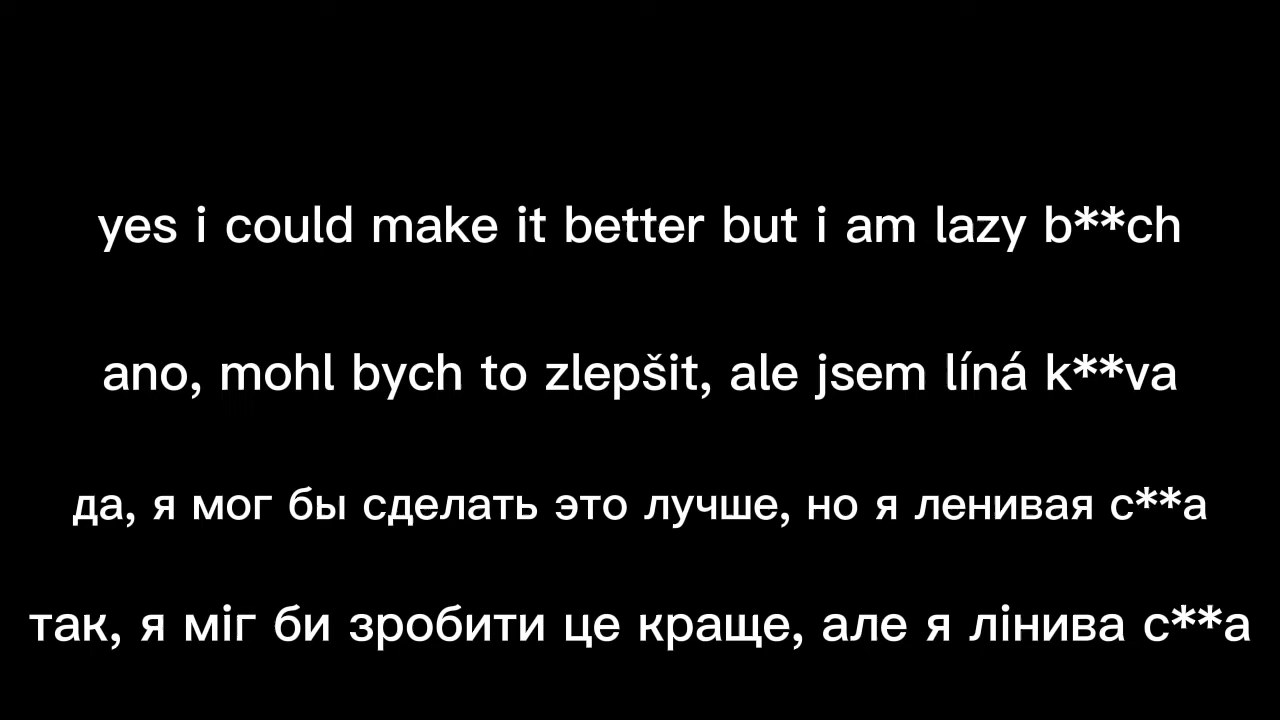 yes i could make it better but i am lazy b**ch
ano, mohl bych to zlepšit, ale jsem líná k**va
да, я мог бы сделать это лучше, но я ленивая с**а
так, я міг би зробити це краще, але я лінива с**а